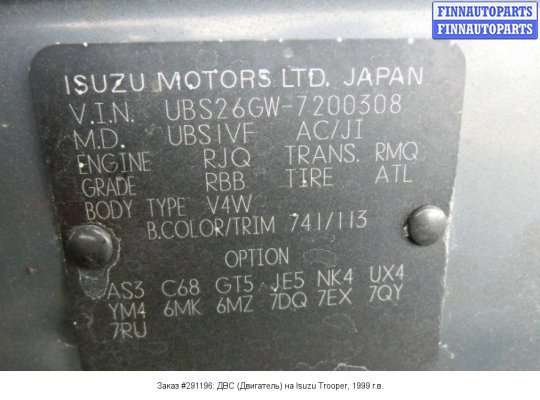 FINNAUTOPARTS
FINNAUTOPARTS
ISUZU MOTORS LTD. JAPAN
V.I.N. UBS26GW-7200308
M.D. UBS1VF AC/JI
ENGINE RJQ TRANS. RMQ
GRADE RBB TIRE ATL
BODY TYPE V4W
B.COLOR/TRIM 741/113
OPTION
AS3 C68 GT5 JE5 NK4 UX4
YM4 6MK 6MZ 7DQ 7EX 7QY
7RU
Заказ #291196: ДВС (Двигатель) на Isuzu Trooper, 1999 г.в.